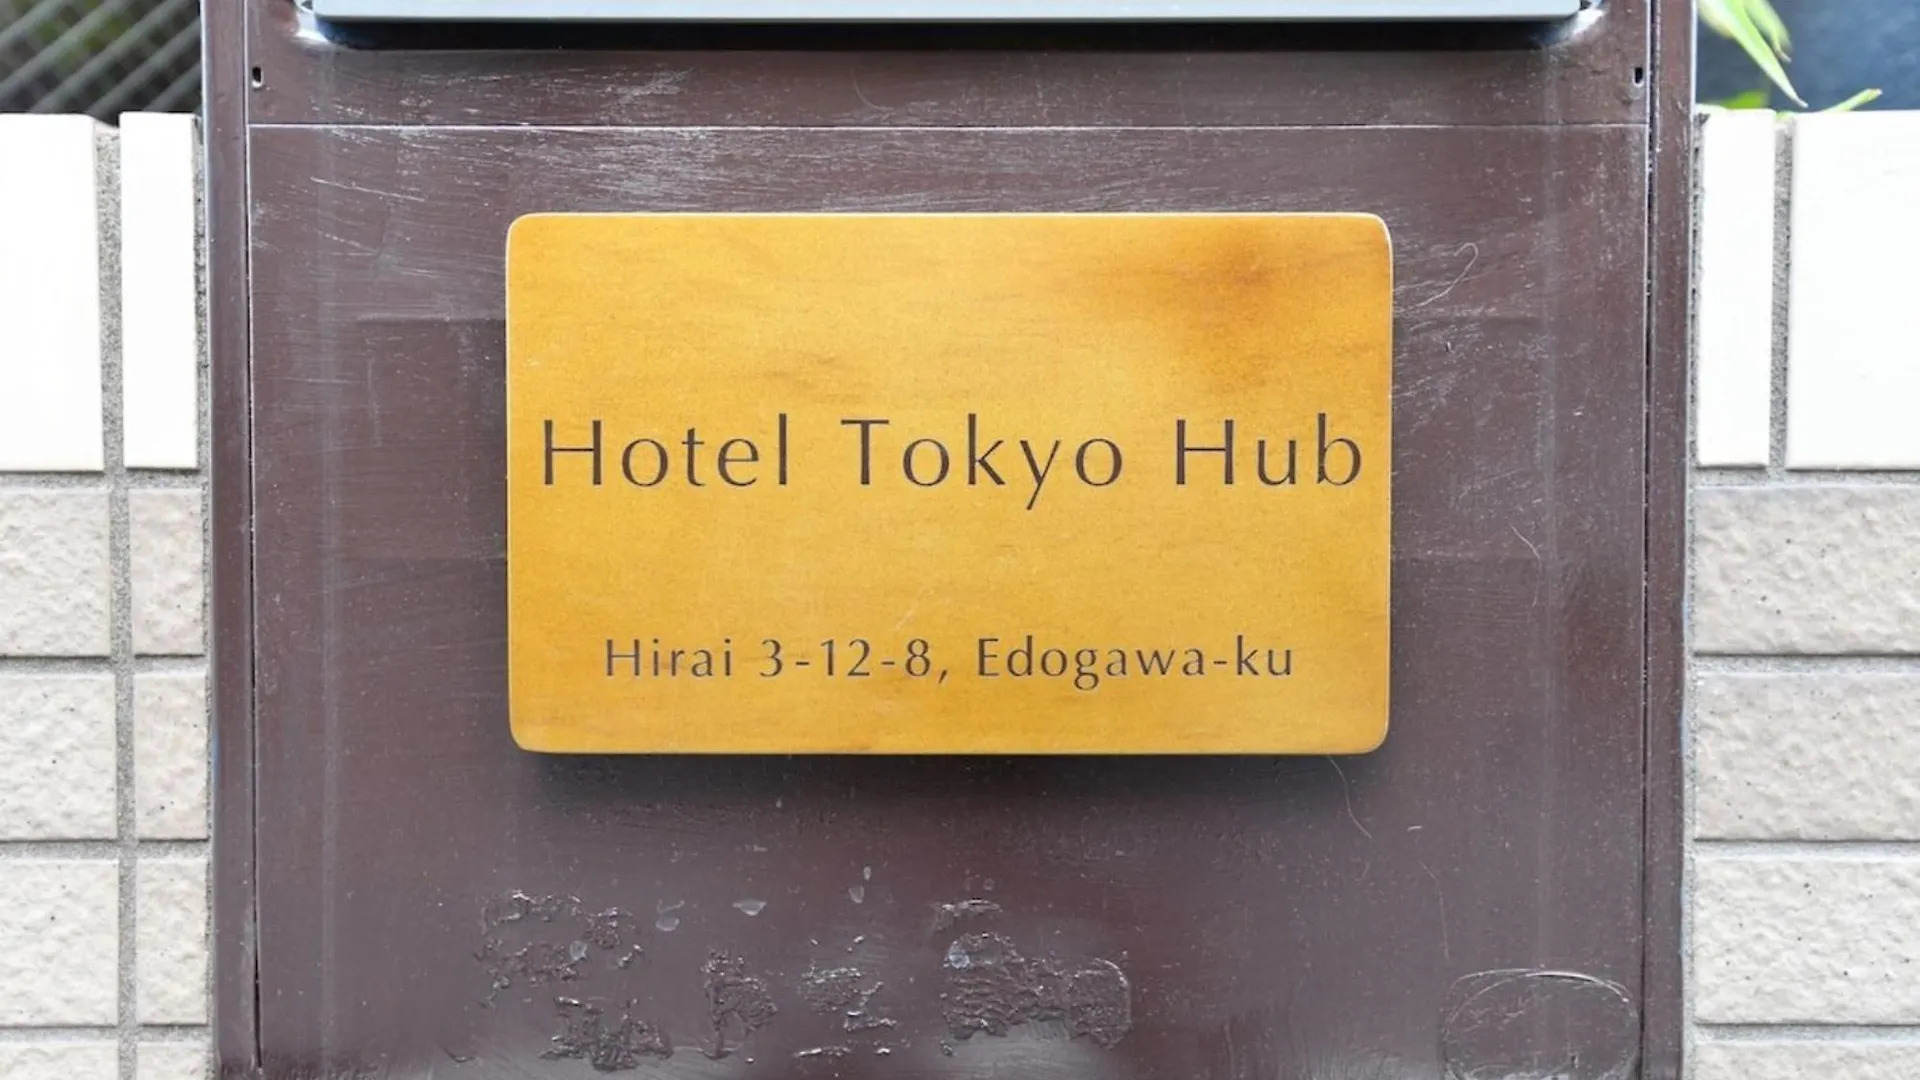 Hotel Tokyo Hub
Hirai 3-12-8, Edogawa-ku